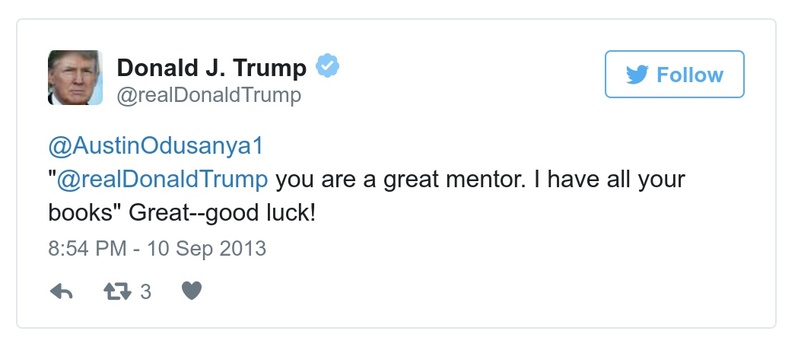 Donald J. Trump
@realDonaldTrump
Follow
@AustinOdusanya1
"@realDonaldTrump you are a great mentor. I have all your
books" Great--good luck!
8:54 PM - 10 Sep 2013
3